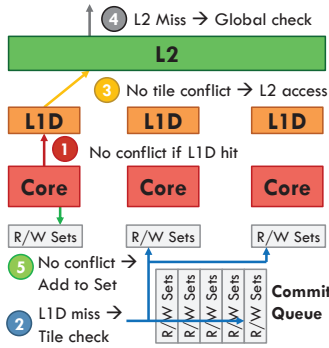 4 L2 Miss → Global check
L2
3 No tile conflict → L2 access
L1D L1D L1D
1 No conflict if L1D hit
Core Core Core
R/W Sets R/W Sets R/W Sets
5 No conflict →
Add to Set
2 L1D miss →
Tile check
R/W Sets
R/W Sets
R/W Sets
R/W Sets
R/W Sets
Commit
Queue